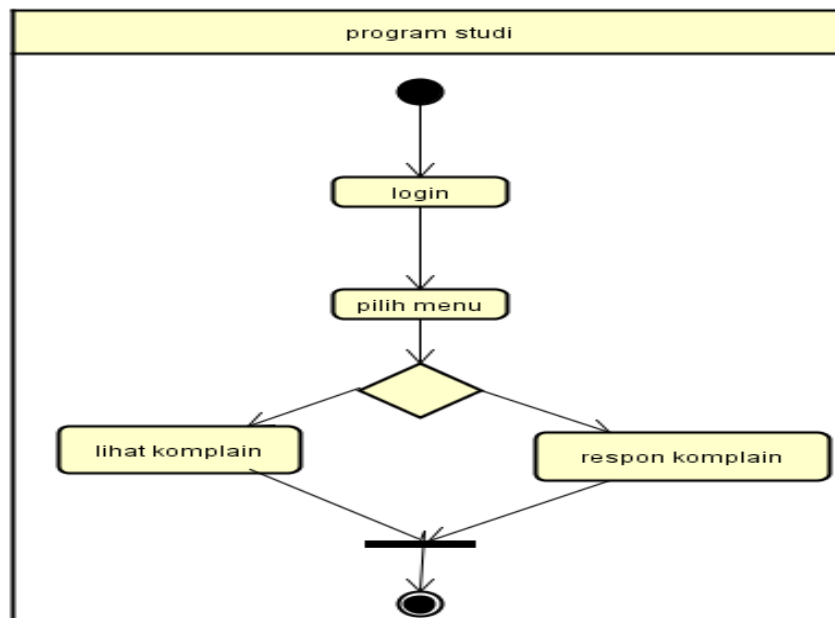 program studi
login
pilih menu
lihat komplain
respon komplain